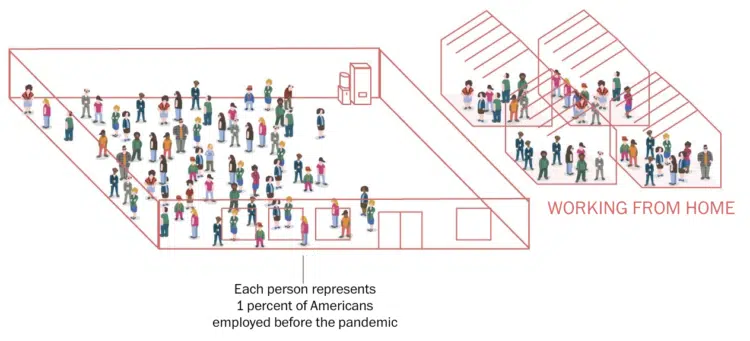 WORKING FROM HOME
Each person represents
1 percent of Americans
employed before the pandemic